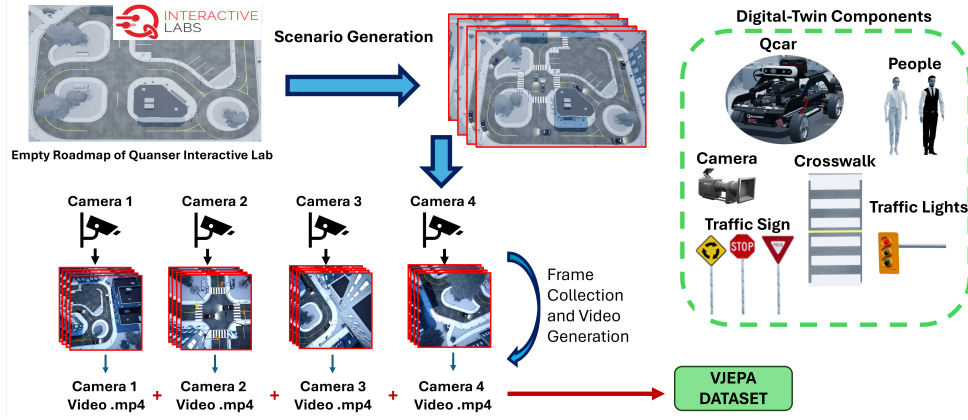 INTERACTIVE
LABS
Scenario Generation
Empty Roadmap of Quanser Interactive Lab
Digital-Twin Components
Qcar
People
Camera
Crosswalk
Traffic Sign
STOP
Traffic Lights
Camera 1
Camera 2
Camera 3
Camera 4
Frame
Collection
and Video
Generation
Camera 1
Video .mp4
+
Camera 2
Video .mp4
+
Camera 3
Video .mp4
+
Camera 4
Video .mp4
VJEPA
DATASET